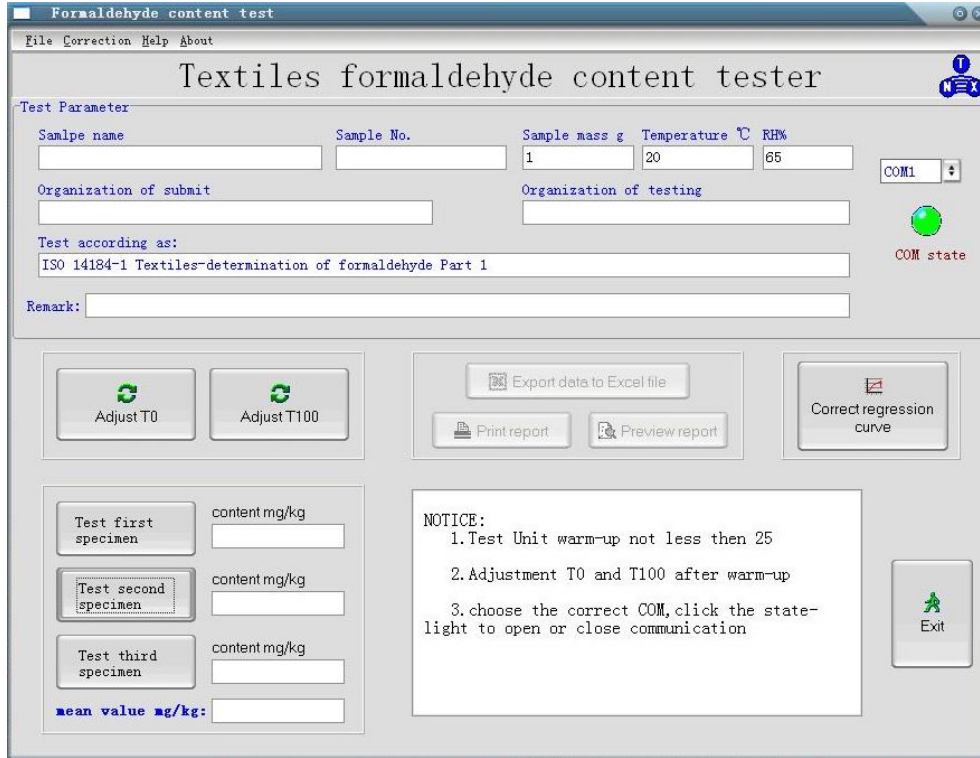 Formaldehyde content test
File Correction Help About
Textiles formaldehyde content tester
T
N X
Test Parameter
Samlpe name Sample No. Sample mass g Temperature ℃ RH%
1 20 65
COM1
Organization of submit Organization of testing
Test according as:
ISO 14184-1 Textiles-determination of formaldehyde Part 1
COM state
Remark:
Adjust T0 Adjust T100
Export data to Excel file
Print report Preview report
Correct regression
curve
Test first
specimen
content mg/kg
Test second
specimen
content mg/kg
Test third
specimen
content mg/kg
mean value mg/kg:
NOTICE:
1.Test Unit warm-up not less then 25
2.Adjustment T0 and T100 after warm-up
3.choose the correct COM,click the state-
light to open or close communication
Exit